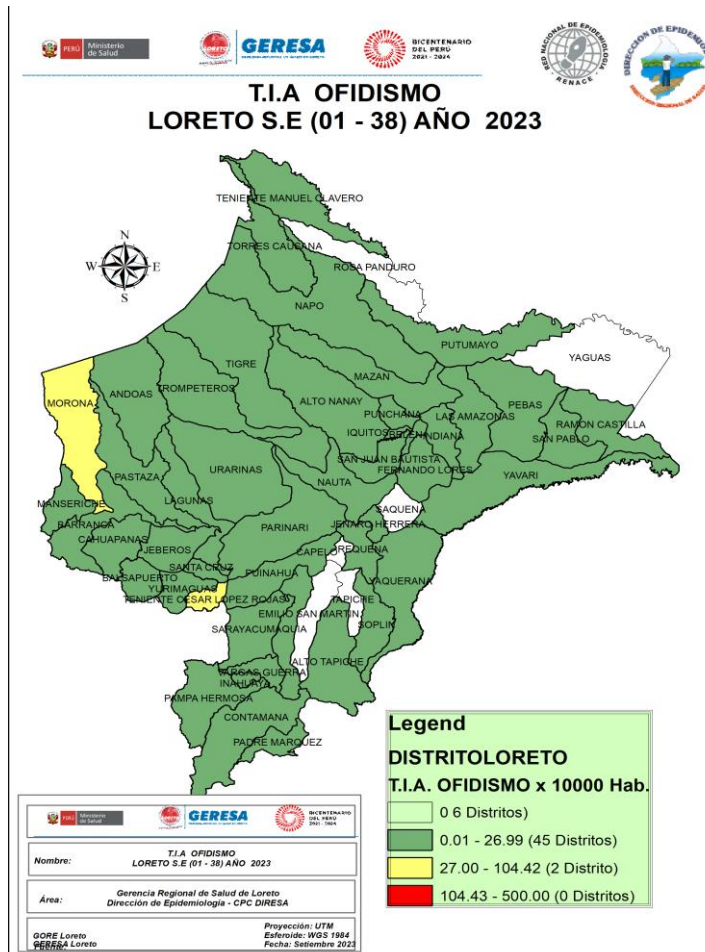 PERÚ Ministerio de Salud
GERESA
BICENTENARIO DEL PERÚ 2021 - 2024
RED NACIONAL DE EPIDEMIOLOGIA
RENACE
T.I.A OFIDISMO
LORETO S.E (01 - 38) AÑO 2023
N
W E
S
TENIENTE MANUEL CLAVERO
TORRES CAUSANA
ROSA PANDURO
NAPO
PUTUMAYO
YAGUAS
TIGRE
MAZAN
MORONA
ANDOAS
TROMPETEROS
ALTO NANAY
PEBAS
PUNCHANA
LAS AMAZONAS
RAMON CASTILLA
IQUITOS
INDIANA
SAN PABLO
SAN JUAN BAUTISTA
URARINAS
FERNANDO LORES
YAVARI
PASTAZA
NAUTA
LAGUNAS
MANSERICHE
SAQUENA
BARRANCA
PARINARI
JENARO HERRERA
CAHUAPANAS
JEBEROS
CAPELO
REQUENA
SANTA CRUZ
PUINAHUA
BALSAPUERTO
YAQUERANA
YURIMAGUAS
TENIENTE CESAR LOPEZ ROJAS
TAPICHE
EMILIO SAN MARTIN
SOPLIN
SARAYACU
MAQUIA
ALTO TAPICHE
VARGAS GUERRA
INAHUAYA
PAMPA HERMOSA
CONTAMANA
PADRE MARQUEZ
Legend
DISTRITOLORETO
T.I.A. OFIDISMO x 10000 Hab.
0 6 Distritos)
0.01 - 26.99 (45 Distritos)
27.00 - 104.42 (2 Distrito)
104.43 - 500.00 (0 Distritos)
PERÚ Ministerio de Salud
GERESA
BICENTENARIO DEL PERÚ 2021 - 2024
Nombre:
T.I.A OFIDISMO
LORETO S.E (01 - 38) AÑO 2023
Área:
Gerencia Regional de Salud de Loreto
Dirección de Epidemiología - CPC DIRESA
GORE Loreto
GERESA Loreto
Proyección: UTM
Esferoide: WGS 1984
Fecha: Setiembre 2023